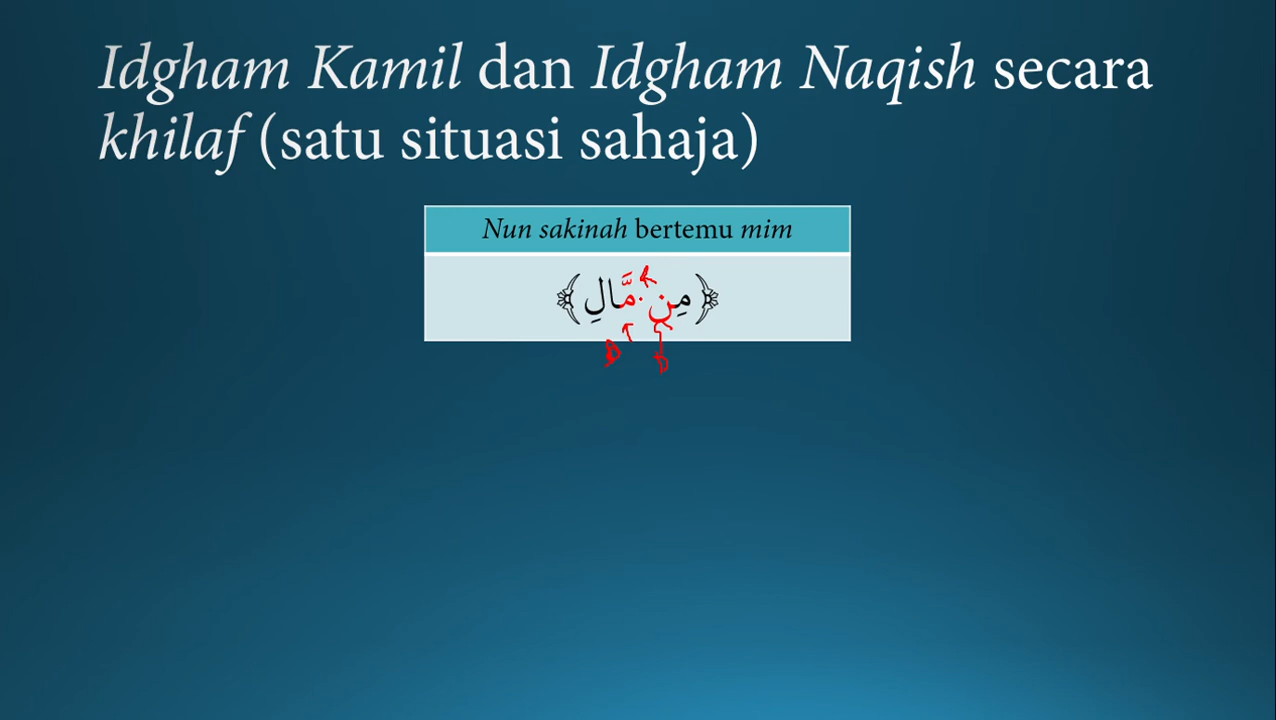 Idgham Kamil dan Idgham Naqish secara
khilaf (satu situasi sahaja)
Nun sakinah bertemu mim
﴿مِن مَّالِ﴾